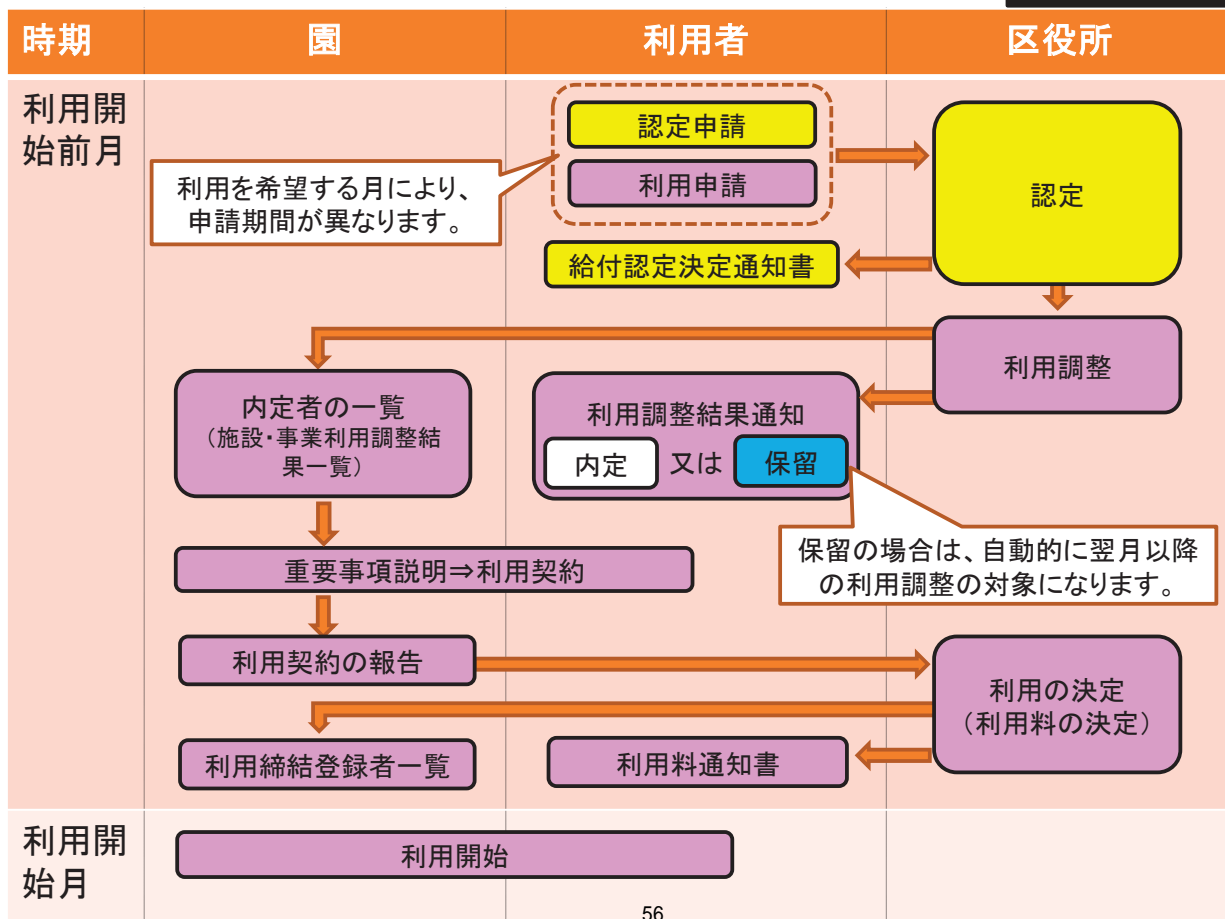 時期
園
利用者
区役所
利用開
始前月
認定申請
利用申請
利用を希望する月により、
申請期間が異なります。
認定
給付認定決定通知書
利用調整
内定者の一覧
(施設・事業利用調整結
果一覧)
利用調整結果通知
内定 又は 保留
保留の場合は、自動的に翌月以降
の利用調整の対象になります。
重要事項説明⇒利用契約
利用契約の報告
利用の決定
(利用料の決定)
利用締結登録者一覧
利用料通知書
利用開
始月
利用開始
56